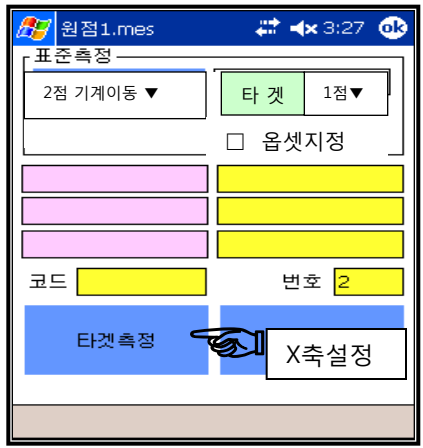 원점1.mes 3:27 ok
표준측정
2점 기계이동 ▼ 타 겟 1점▼
□ 옵셋지정
코드 번호 2
타겟측정
X축설정